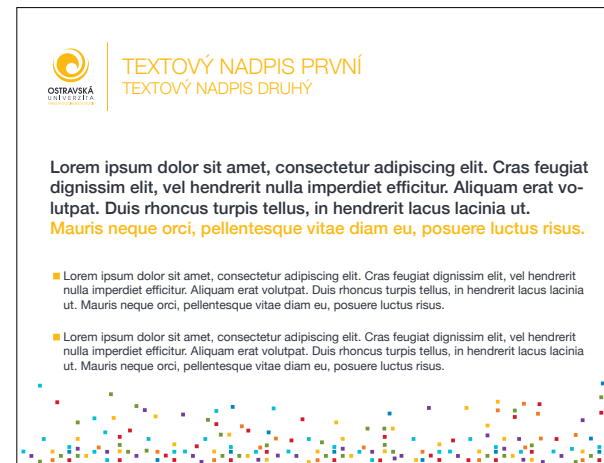 TEXTOVÝ NADPIS PRVNÍ
TEXTOVÝ NADPIS DRUHÝ
OSTRAVSKÁ
UNIVERZITA
Lorem ipsum dolor sit amet, consectetur adipiscing elit. Cras feugiat
dignissim elit, vel hendrerit nulla imperdiet efficitur. Aliquam erat vo-
lutpat. Duis rhoncus turpis tellus, in hendrerit lacus lacinia ut.
Mauris neque orci, pellentesque vitae diam eu, posuere luctus risus.
Lorem ipsum dolor sit amet, consectetur adipiscing elit. Cras feugiat dignissim elit, vel hendrerit
nulla imperdiet efficitur. Aliquam erat volutpat. Duis rhoncus turpis tellus, in hendrerit lacus lacinia
ut. Mauris neque orci, pellentesque vitae diam eu, posuere luctus risus.
Lorem ipsum dolor sit amet, consectetur adipiscing elit. Cras feugiat dignissim elit, vel hendrerit
nulla imperdiet efficitur. Aliquam erat volutpat. Duis rhoncus turpis tellus, in hendrerit lacus lacinia
ut. Mauris neque orci, pellentesque vitae diam eu, posuere luctus risus.